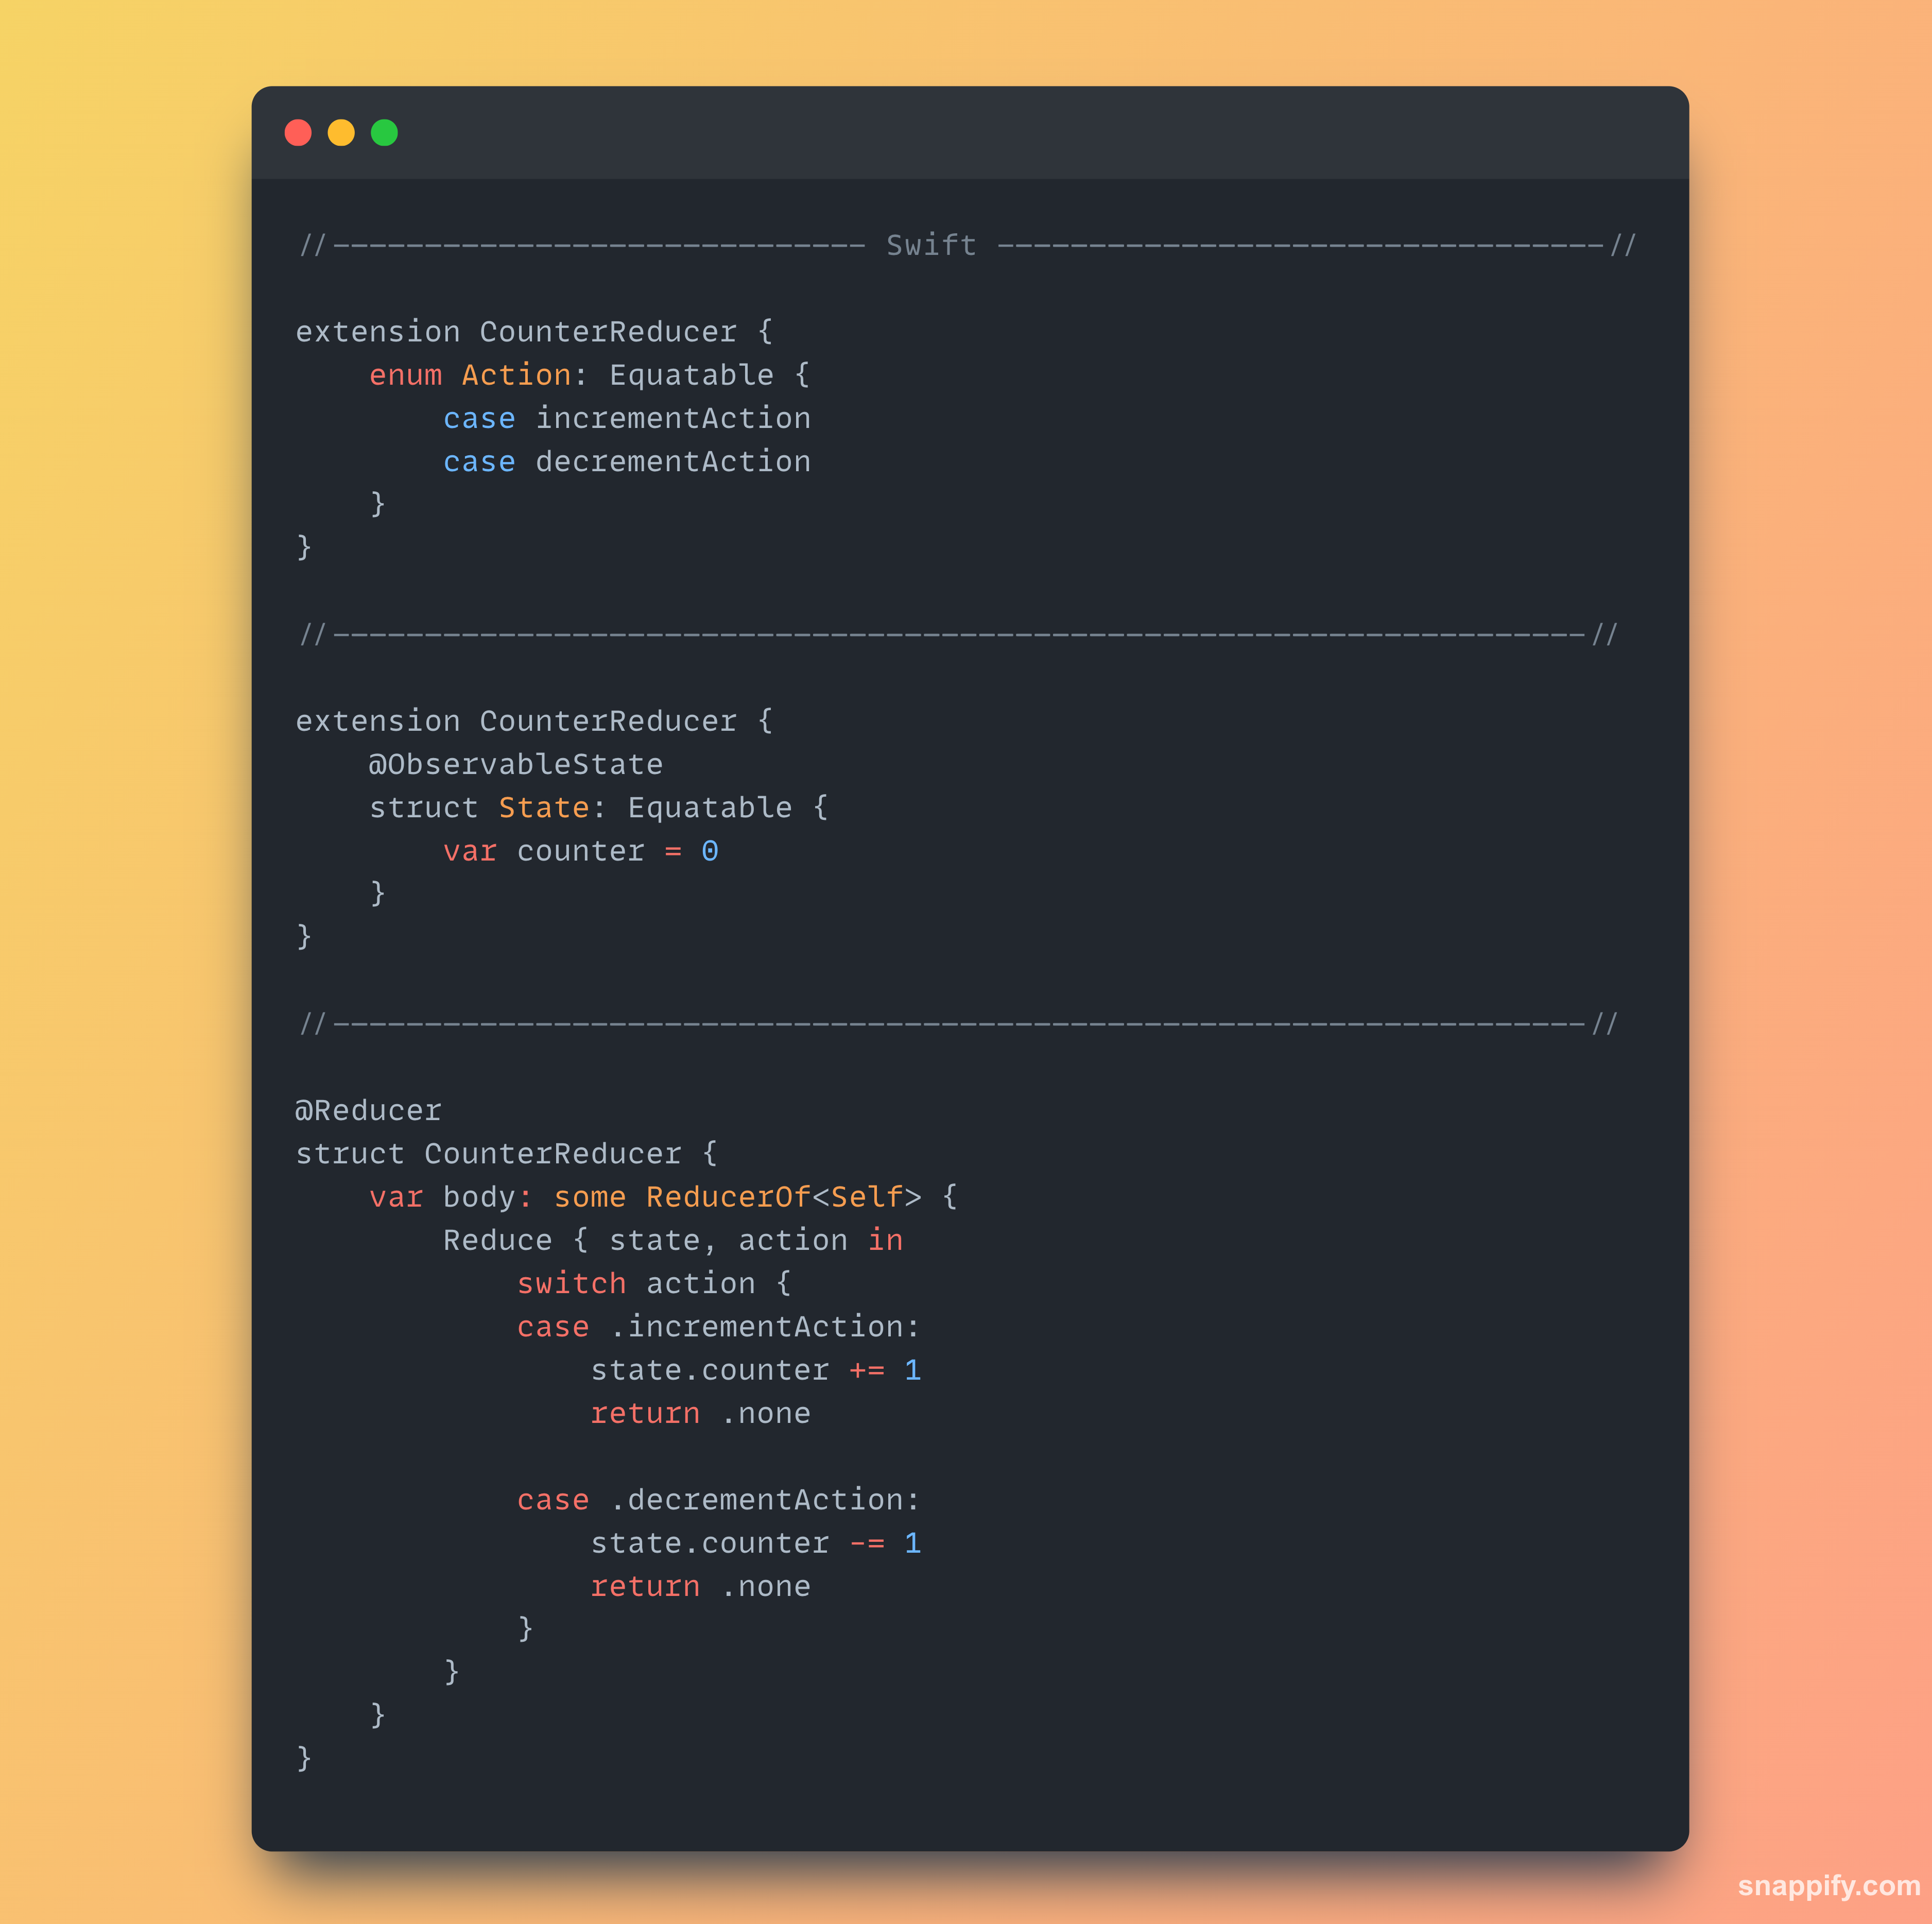 //----------------------------- Swift ---------------------------------//
extension CounterReducer {
    enum Action: Equatable {
        case incrementAction
        case decrementAction
    }
}
//--------------------------------------------------------------------//
extension CounterReducer {
    @ObservableState
    struct State: Equatable {
        var counter = 0
    }
}
//--------------------------------------------------------------------//
@Reducer
struct CounterReducer {
    var body: some ReducerOf<Self> {
        Reduce { state, action in
            switch action {
            case .incrementAction:
                state.counter += 1
                return .none
            case .decrementAction:
                state.counter -= 1
                return .none
            }
        }
    }
}
snappify.com